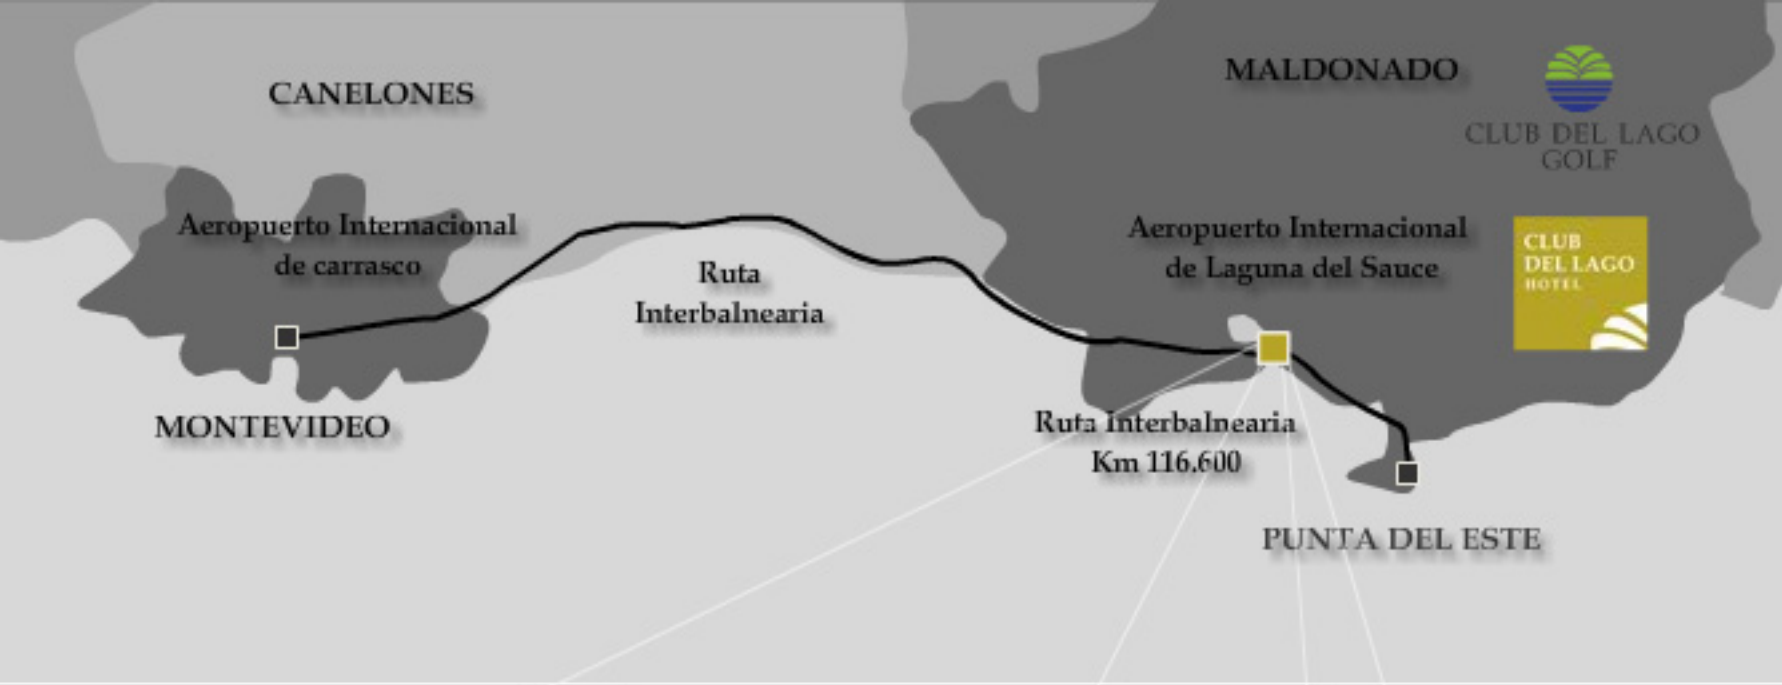 CANELONES
MALDONADO
CLUB DEL LAGO
GOLF
Aeropuerto Internacional
de carrasco
Ruta
Interbalnearia
Aeropuerto Internacional
de Laguna del Sauce
CLUB
DEL LAGO
HOTEL
MONTEVIDEO
Ruta Interbalnearia
Km 116,600
PUNTA DEL ESTE